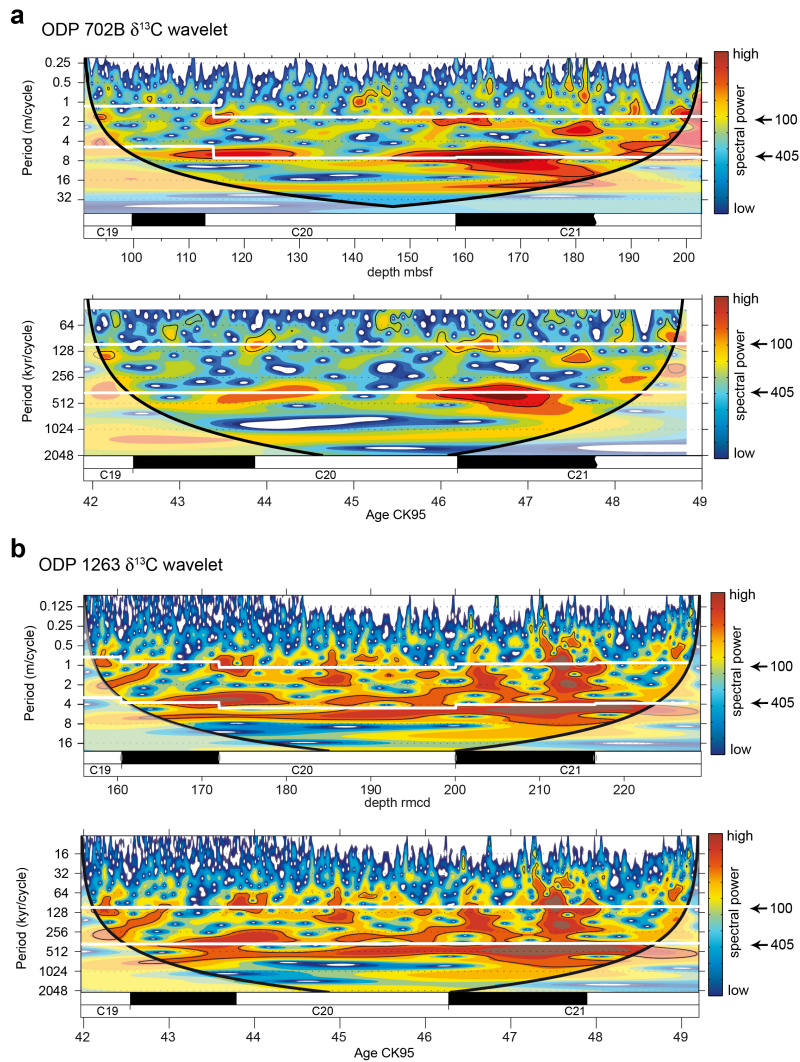 a
ODP 702B δ¹³C wavelet
Period (m/cycle)
0.25
0.5
1
2
4
8
16
32
high
spectral power
low
100
405
C19
C20
C21
100 110 120 130 140 150 160 170 180 190 200
depth mbsf
Period (kyr/cycle)
64
128
256
512
1024
2048
high
spectral power
low
100
405
C19
C20
C21
42 43 44 45 46 47 48 49
Age CK95
b
ODP 1263 δ¹³C wavelet
Period (m/cycle)
0.125
0.25
0.5
1
2
4
8
16
high
spectral power
low
100
405
C19
C20
C21
160 170 180 190 200 210 220
depth rmcd
Period (kyr/cycle)
16
32
64
128
256
512
1024
2048
high
spectral power
low
100
405
C19
C20
C21
42 43 44 45 46 47 48 49
Age CK95